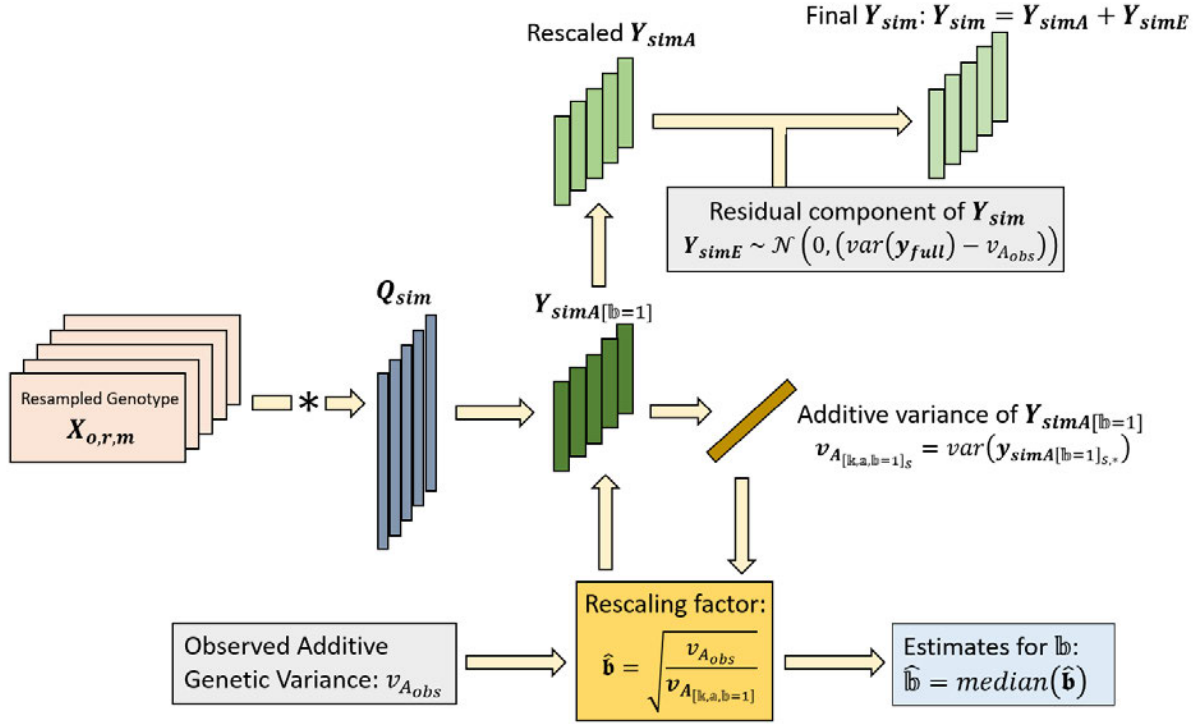 Rescaled Y_simA
Final Y_sim: Y_sim = Y_simA + Y_simE
Residual component of Y_sim
Y_simE ~ 𝒩(0, (var(y_full) − v_A_obs))
Q_sim
Y_simA[𝕓=1]
Resampled Genotype
X_o,r,m
*
Additive variance of Y_simA[𝕓=1]
v_A_[𝕜,𝕒,𝕓=1]_S = var(y_simA[𝕓=1]_S,*)
Observed Additive
Genetic Variance: v_A_obs
Rescaling factor:
𝐛̂ = √(v_A_obs / v_A_[𝕜,𝕒,𝕓=1])
Estimates for 𝕓:
𝕓̂ = median(𝐛̂)